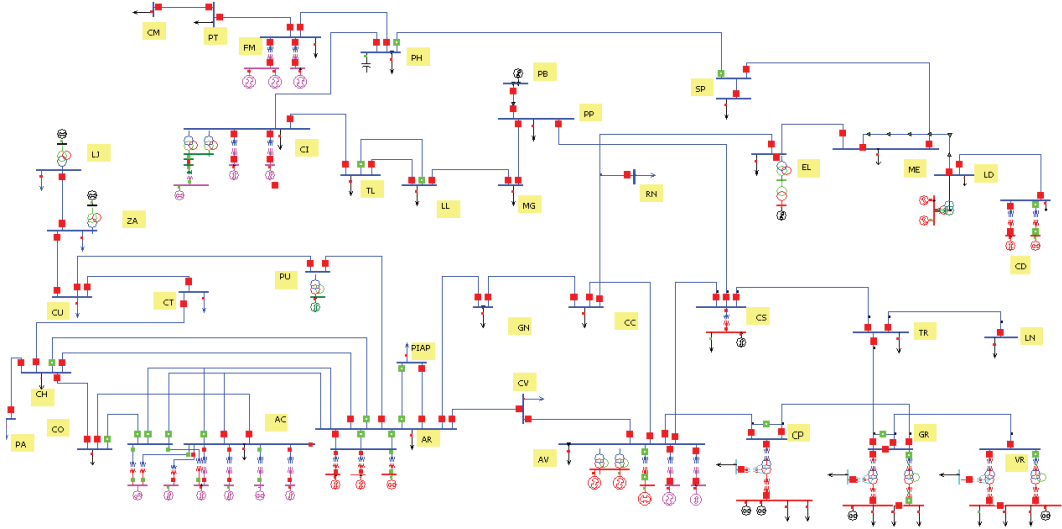 CM
PT
FM
PH
PB
SP
PP
LJ
CI
EL
ME
LD
TL
RN
LL
MG
ZA
CD
PU
CU
CT
GN
CC
CS
TR
LN
PIAP
CH
CV
CO
AC
PA
AR
AV
CP
GR
VR